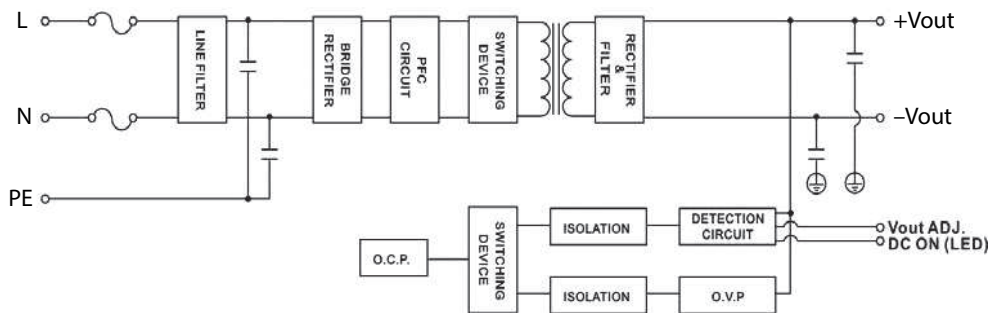 L
LINE FILTER
BRIDGE
RECTIFIER
PFC
CIRCUIT
SWITCHING
DEVICE
RECTIFIER
&
FILTER
+Vout
N
–Vout
PE
SWITCHING
DEVICE
ISOLATION
DETECTION
CIRCUIT
Vout ADJ.
DC ON (LED)
O.C.P.
ISOLATION
O.V.P